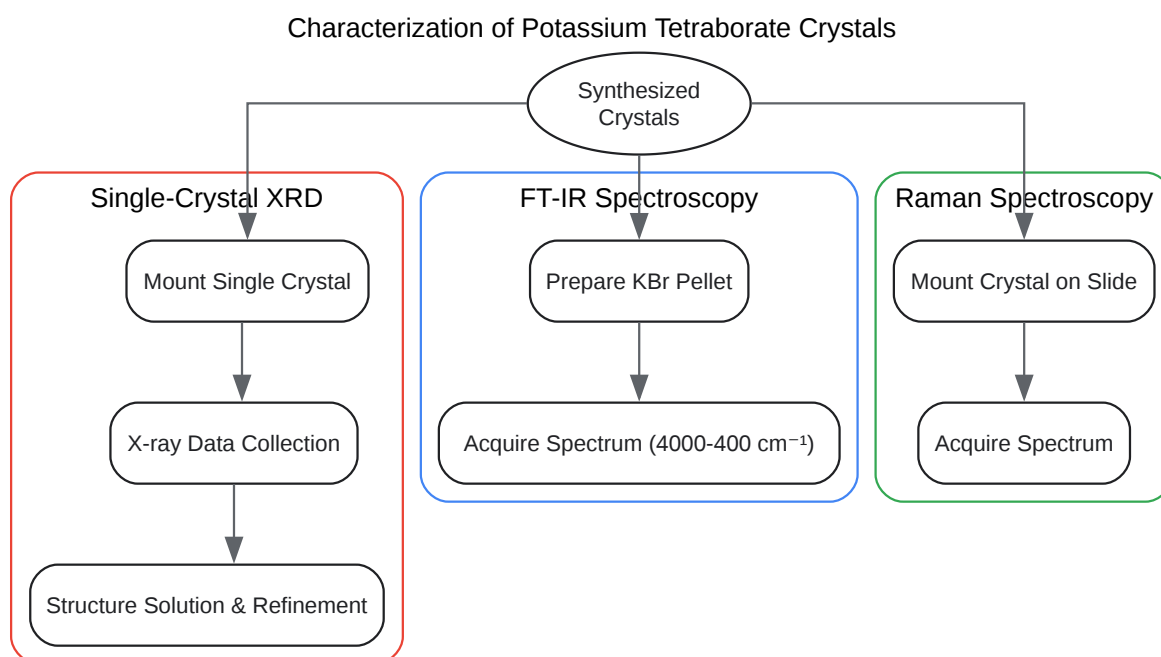 Characterization of Potassium Tetraborate Crystals
Synthesized
Crystals
Single-Crystal XRD
Mount Single Crystal
X-ray Data Collection
Structure Solution & Refinement
FT-IR Spectroscopy
Prepare KBr Pellet
Acquire Spectrum (4000-400 cm⁻¹)
Raman Spectroscopy
Mount Crystal on Slide
Acquire Spectrum